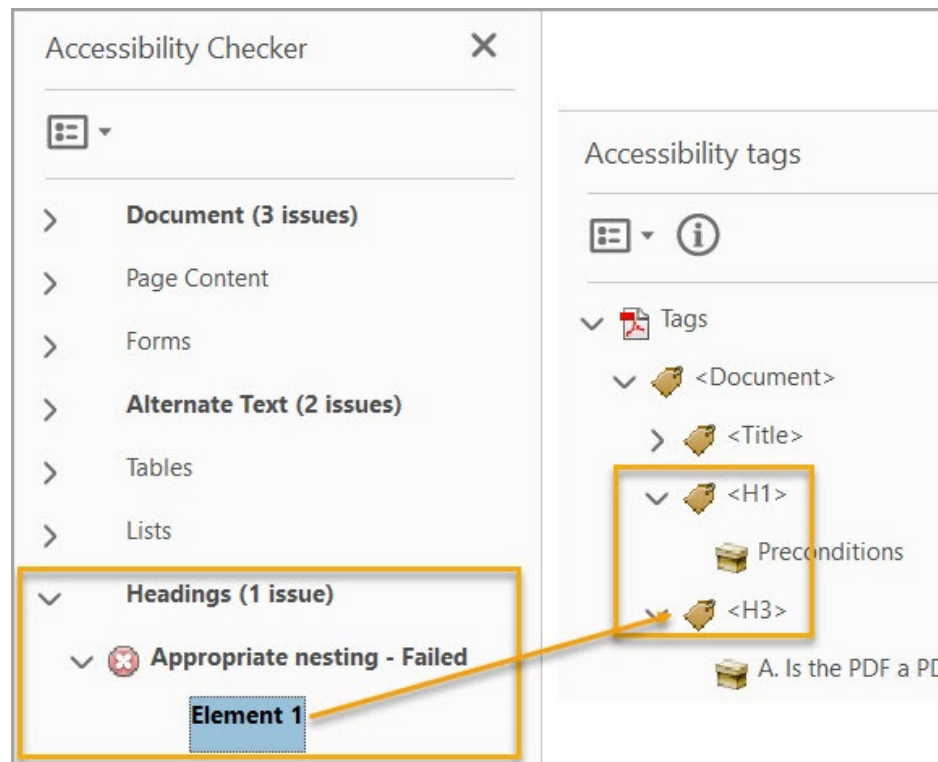 Accessibility Checker
Document (3 issues)
Page Content
Forms
Alternate Text (2 issues)
Tables
Lists
Headings (1 issue)
Appropriate nesting - Failed
Element 1
Accessibility tags
Tags
<Document>
<Title>
<H1>
Preconditions
<H3>
A. Is the PDF a PD